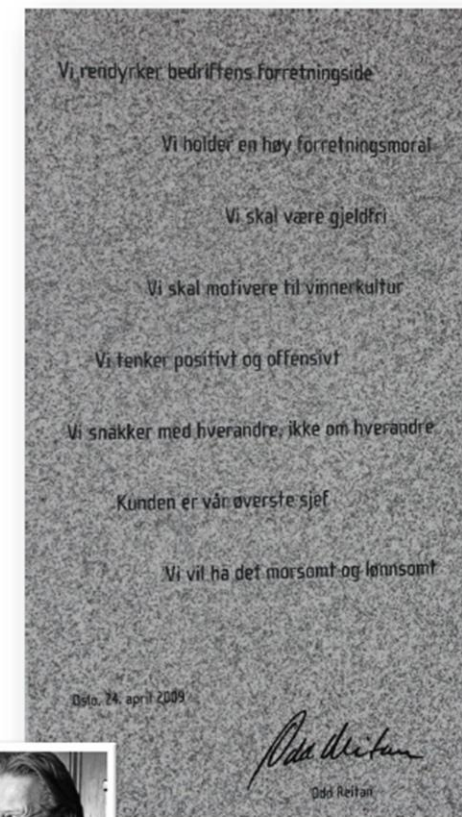 Vi rendyrker bedriftens forretningside
Vi holder en høy forretningsmoral
Vi skal være gjeldfri
Vi skal motivere til vinnerkultur
Vi tenker positivt og offensivt
Vi snakker med hverandre, ikke om hverandre
Kunden er vår øverste sjef
Vi vil ha det morsomt og lønnsomt
Oslo, 24. april 2009
Odd Reitan
Odd Reitan